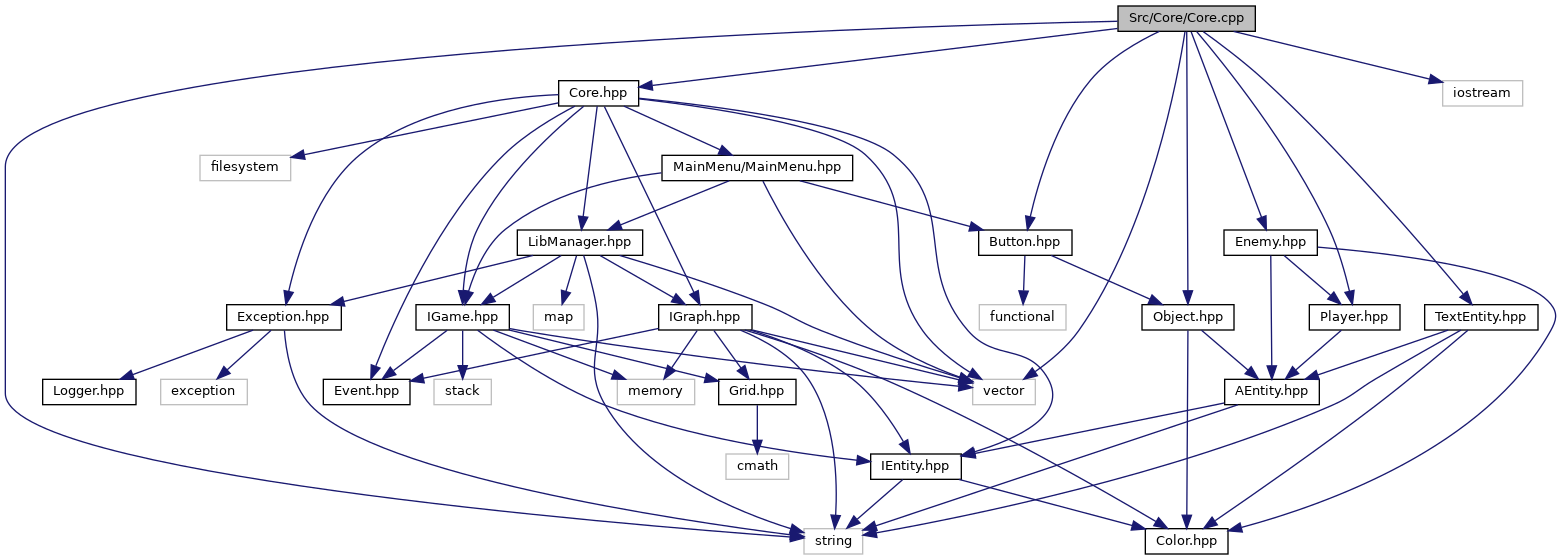 Src/Core/Core.cpp
Core.hpp
iostream
filesystem
MainMenu/MainMenu.hpp
LibManager.hpp
Button.hpp
Enemy.hpp
Exception.hpp
IGame.hpp
map
IGraph.hpp
functional
Object.hpp
Player.hpp
TextEntity.hpp
Logger.hpp
exception
Event.hpp
stack
memory
Grid.hpp
vector
AEntity.hpp
cmath
IEntity.hpp
string
Color.hpp